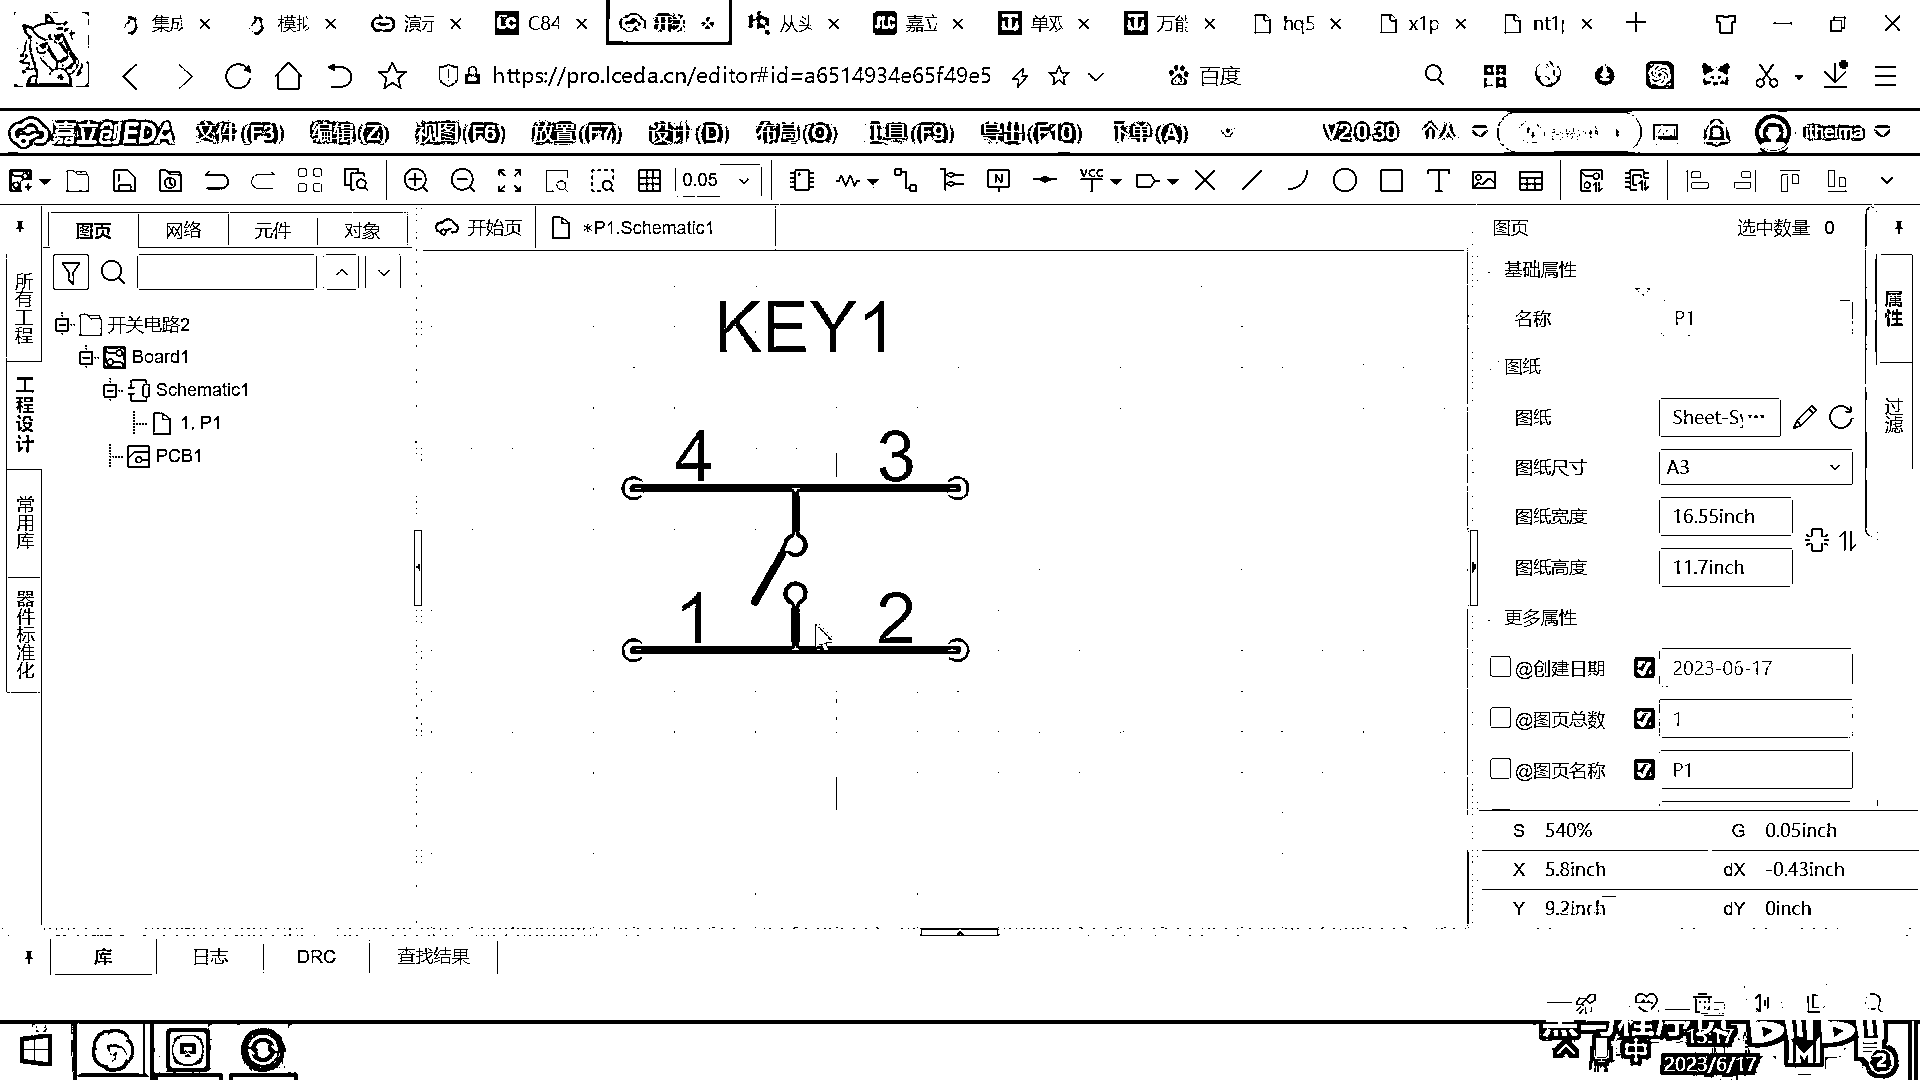 集成
模拟
演示
C84
开关
从头
嘉立
单双
万能
hq5
x1p
nt1p
https://pro.lceda.cn/editor#id=a6514934e65f49e5
百度
嘉立创EDA
文件(F3)
编辑(Z)
视图(F6)
放置(F7)
设计(D)
布局(O)
工具(F9)
导出(F10)
下单(A)
V2.0.30
个人
itheima
0.05
VCC
N
T
图页
网络
元件
对象
开始页
*P1.Schematic1
图页
选中数量 0
所有工程
工程设计
常用库
器件标准化
开关电路2
Board1
Schematic1
1. P1
PCB1
KEY1
4
3
1
2
基础属性
名称
P1
图纸
图纸
Sheet-Sy...
图纸尺寸
A3
图纸宽度
16.55inch
图纸高度
11.7inch
更多属性
@创建日期
2023-06-17
@图页总数
1
@图页名称
P1
属性
过滤
S 540%
G 0.05inch
X 5.8inch
dX -0.43inch
Y 9.2inch
dY 0inch
库
日志
DRC
查找结果
中
2023/6/17
2